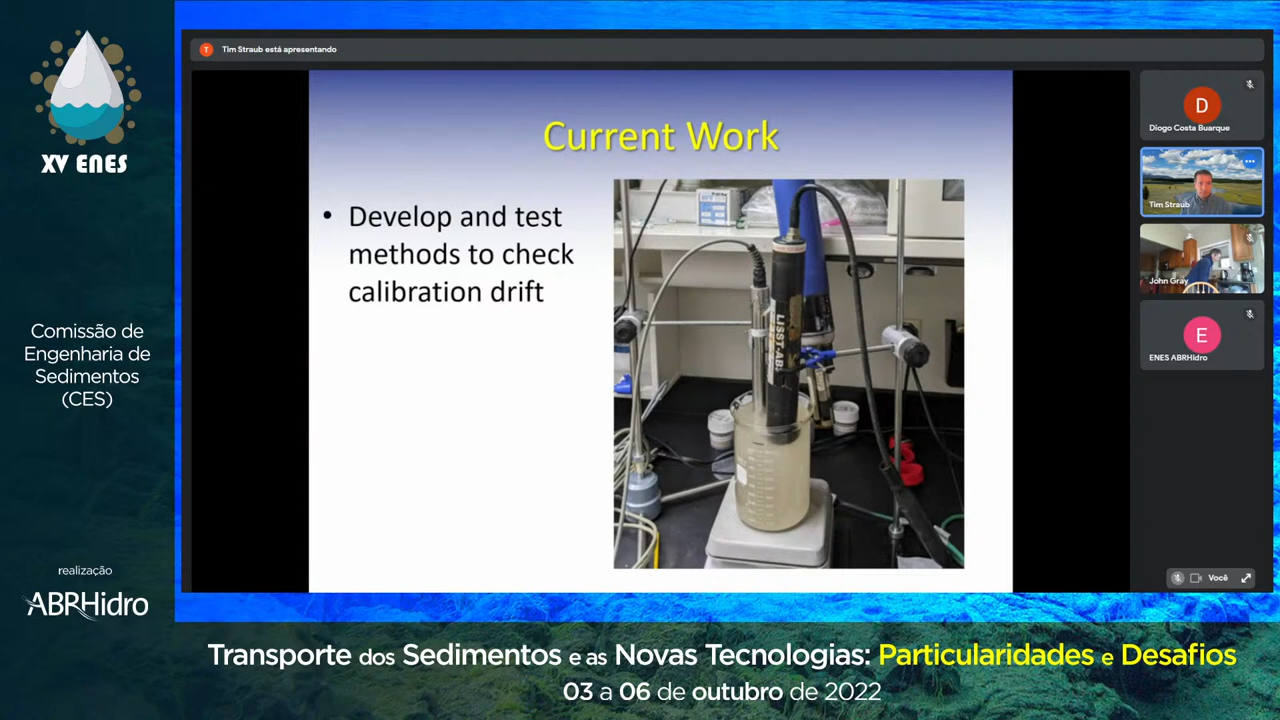 XV ENES
Comissão de
Engenharia de
Sedimentos
(CES)
realização
ABRHidro
T
Tim Straub está apresentando
Current Work
• Develop and test
methods to check
calibration drift
LISST-ABS
D
Diogo Costa Buarque
Tim Straub
John Gray
E
ENES ABRHidro
Você
Transporte dos Sedimentos e as Novas Tecnologias: Particularidades e Desafios
03 a 06 de outubro de 2022